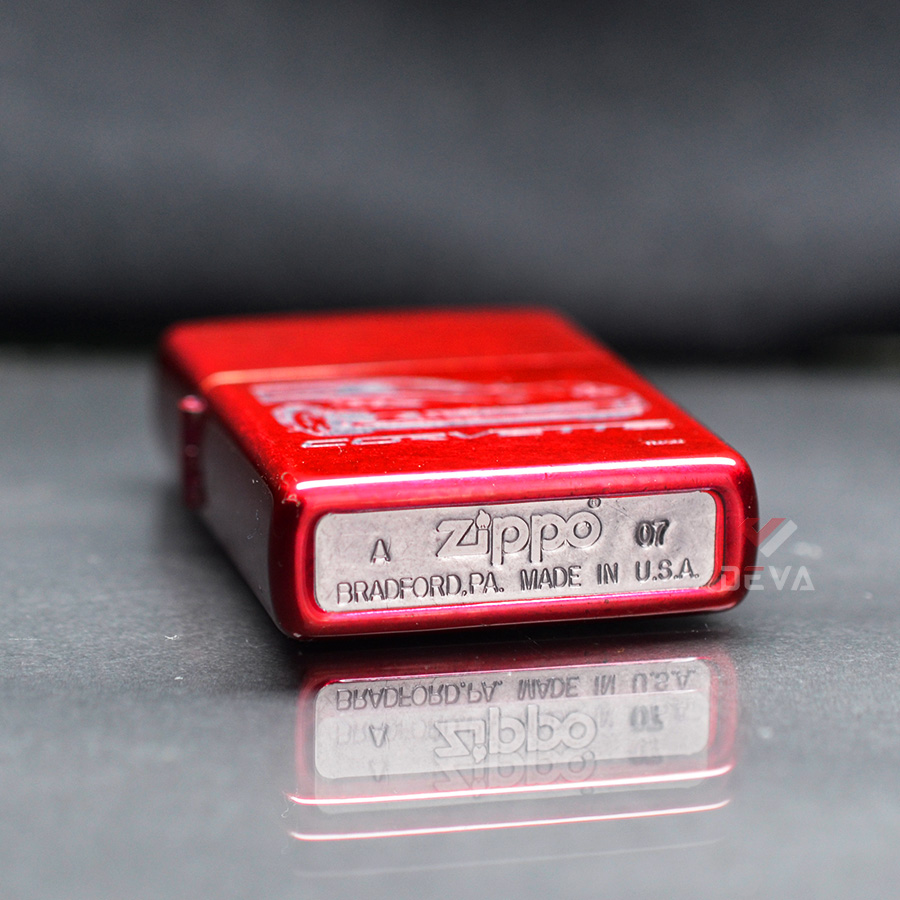 CORVETTE
A zippo® 07
BRADFORD,PA. MADE IN U.S.A.
DEVA